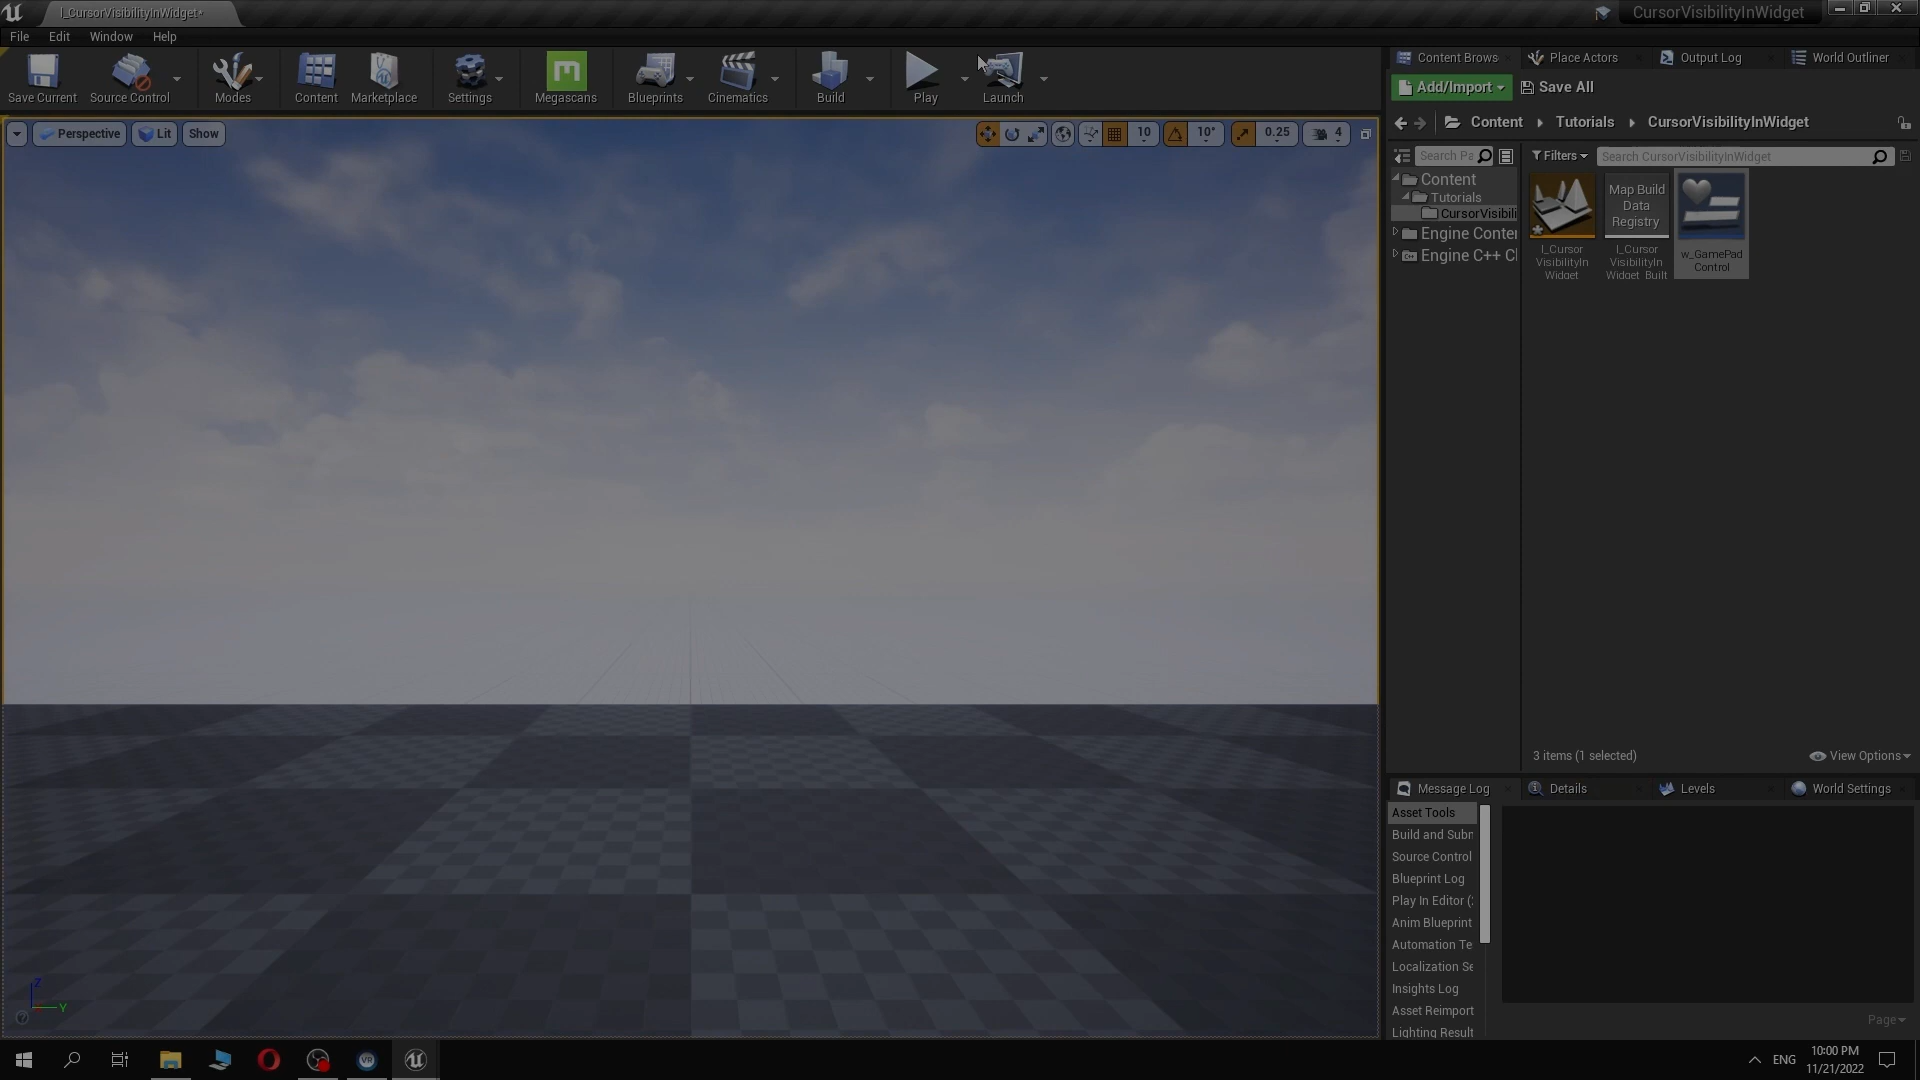 l_CursorVisibilityInWidget*
CursorVisibilityInWidget
File Edit Window Help
Save Current Source Control Modes Content Marketplace Settings Megascans Blueprints Cinematics Build Play Launch
Perspective Lit Show
10 10° 0.25 4
Content Brows Place Actors Output Log World Outliner
Add/Import Save All
Content Tutorials CursorVisibilityInWidget
Search Pa Filters Search CursorVisibilityInWidget
Content
Tutorials
CursorVisibili
Engine Conter
Engine C++ Cl
Map Build
Data
Registry
l_Cursor
VisibilityIn
Widget
l_Cursor
VisibilityIn
Widget_Built
w_GamePad
Control
3 items (1 selected) View Options
Message Log Details Levels World Settings
Asset Tools
Build and Subn
Source Control
Blueprint Log
Play In Editor (
Anim Blueprint
Automation Te
Localization Se
Insights Log
Asset Reimport
Lighting Result
Page
Z
Y
VR
ENG
10:00 PM
11/21/2022